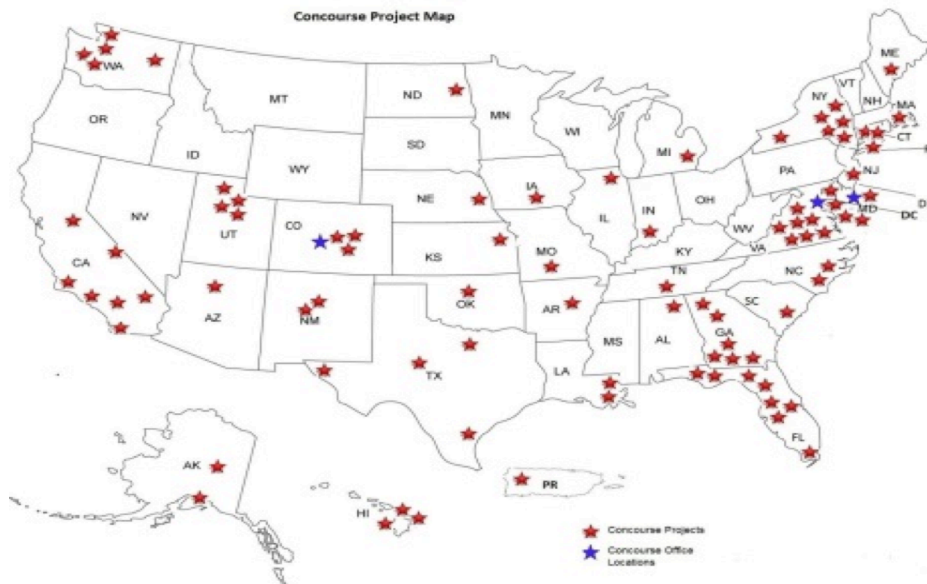 Concourse Project Map
ME
WA
VT
ND
MT
MN
NY
NH
MA
OR
WI
SD
MI
CT
ID
WY
PA
NJ
IA
NE
OH
NV
IL
IN
MD
D
CO
DC
UT
WV
CA
KS
MO
KY
VA
TN
NC
OK
AZ
NM
AR
SC
MS
AL
GA
TX
LA
FL
AK
PR
HI
Concourse Projects
Concourse Office
Locations